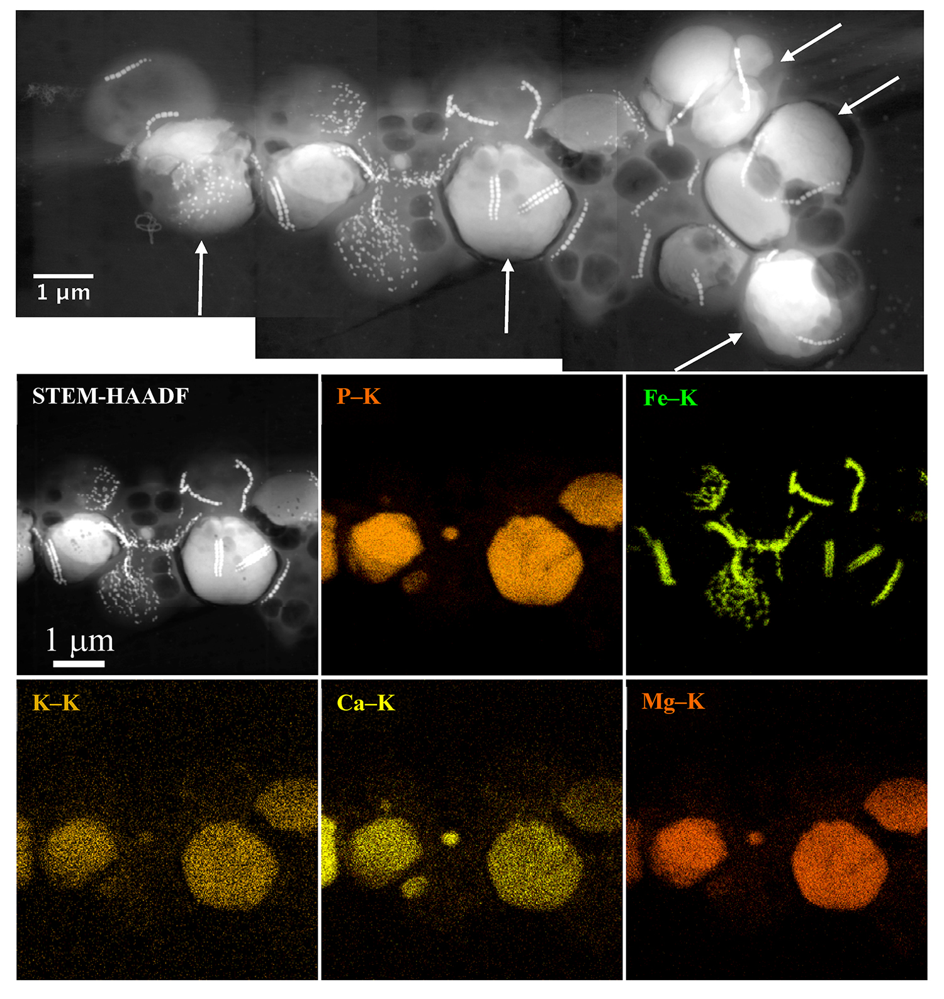 1 μm
STEM-HAADF
P–K
Fe–K
1 μm
K–K
Ca–K
Mg–K